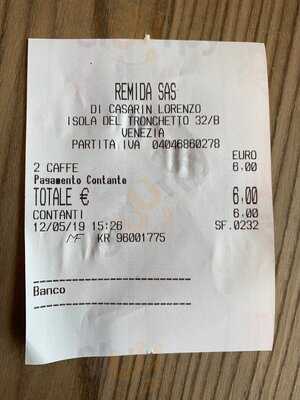 REMIDA SAS
DI CASARIN LORENZO
ISOLA DEL TRONCHETTO 32/B
VENEZIA
PARTITA IVA 04046860278
EURO
2 CAFFE 6.00
Pagamento Contante
TOTALE € 6.00
CONTANTI 6.00
12/05/19 15:26 SF.0232
MF KR 96001775
Banco